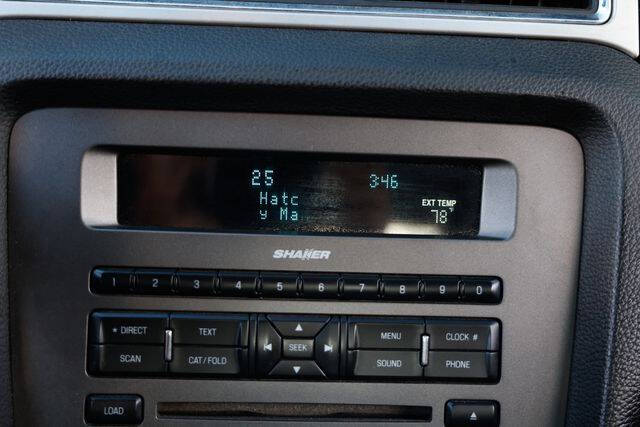 25 3:46
Hatc
y Ma
EXT TEMP
78°F
SHAKER
1 2 3 4 5 6 7 8 9 0
* DIRECT TEXT SEEK MENU CLOCK #
SCAN CAT/FOLD SOUND PHONE
LOAD